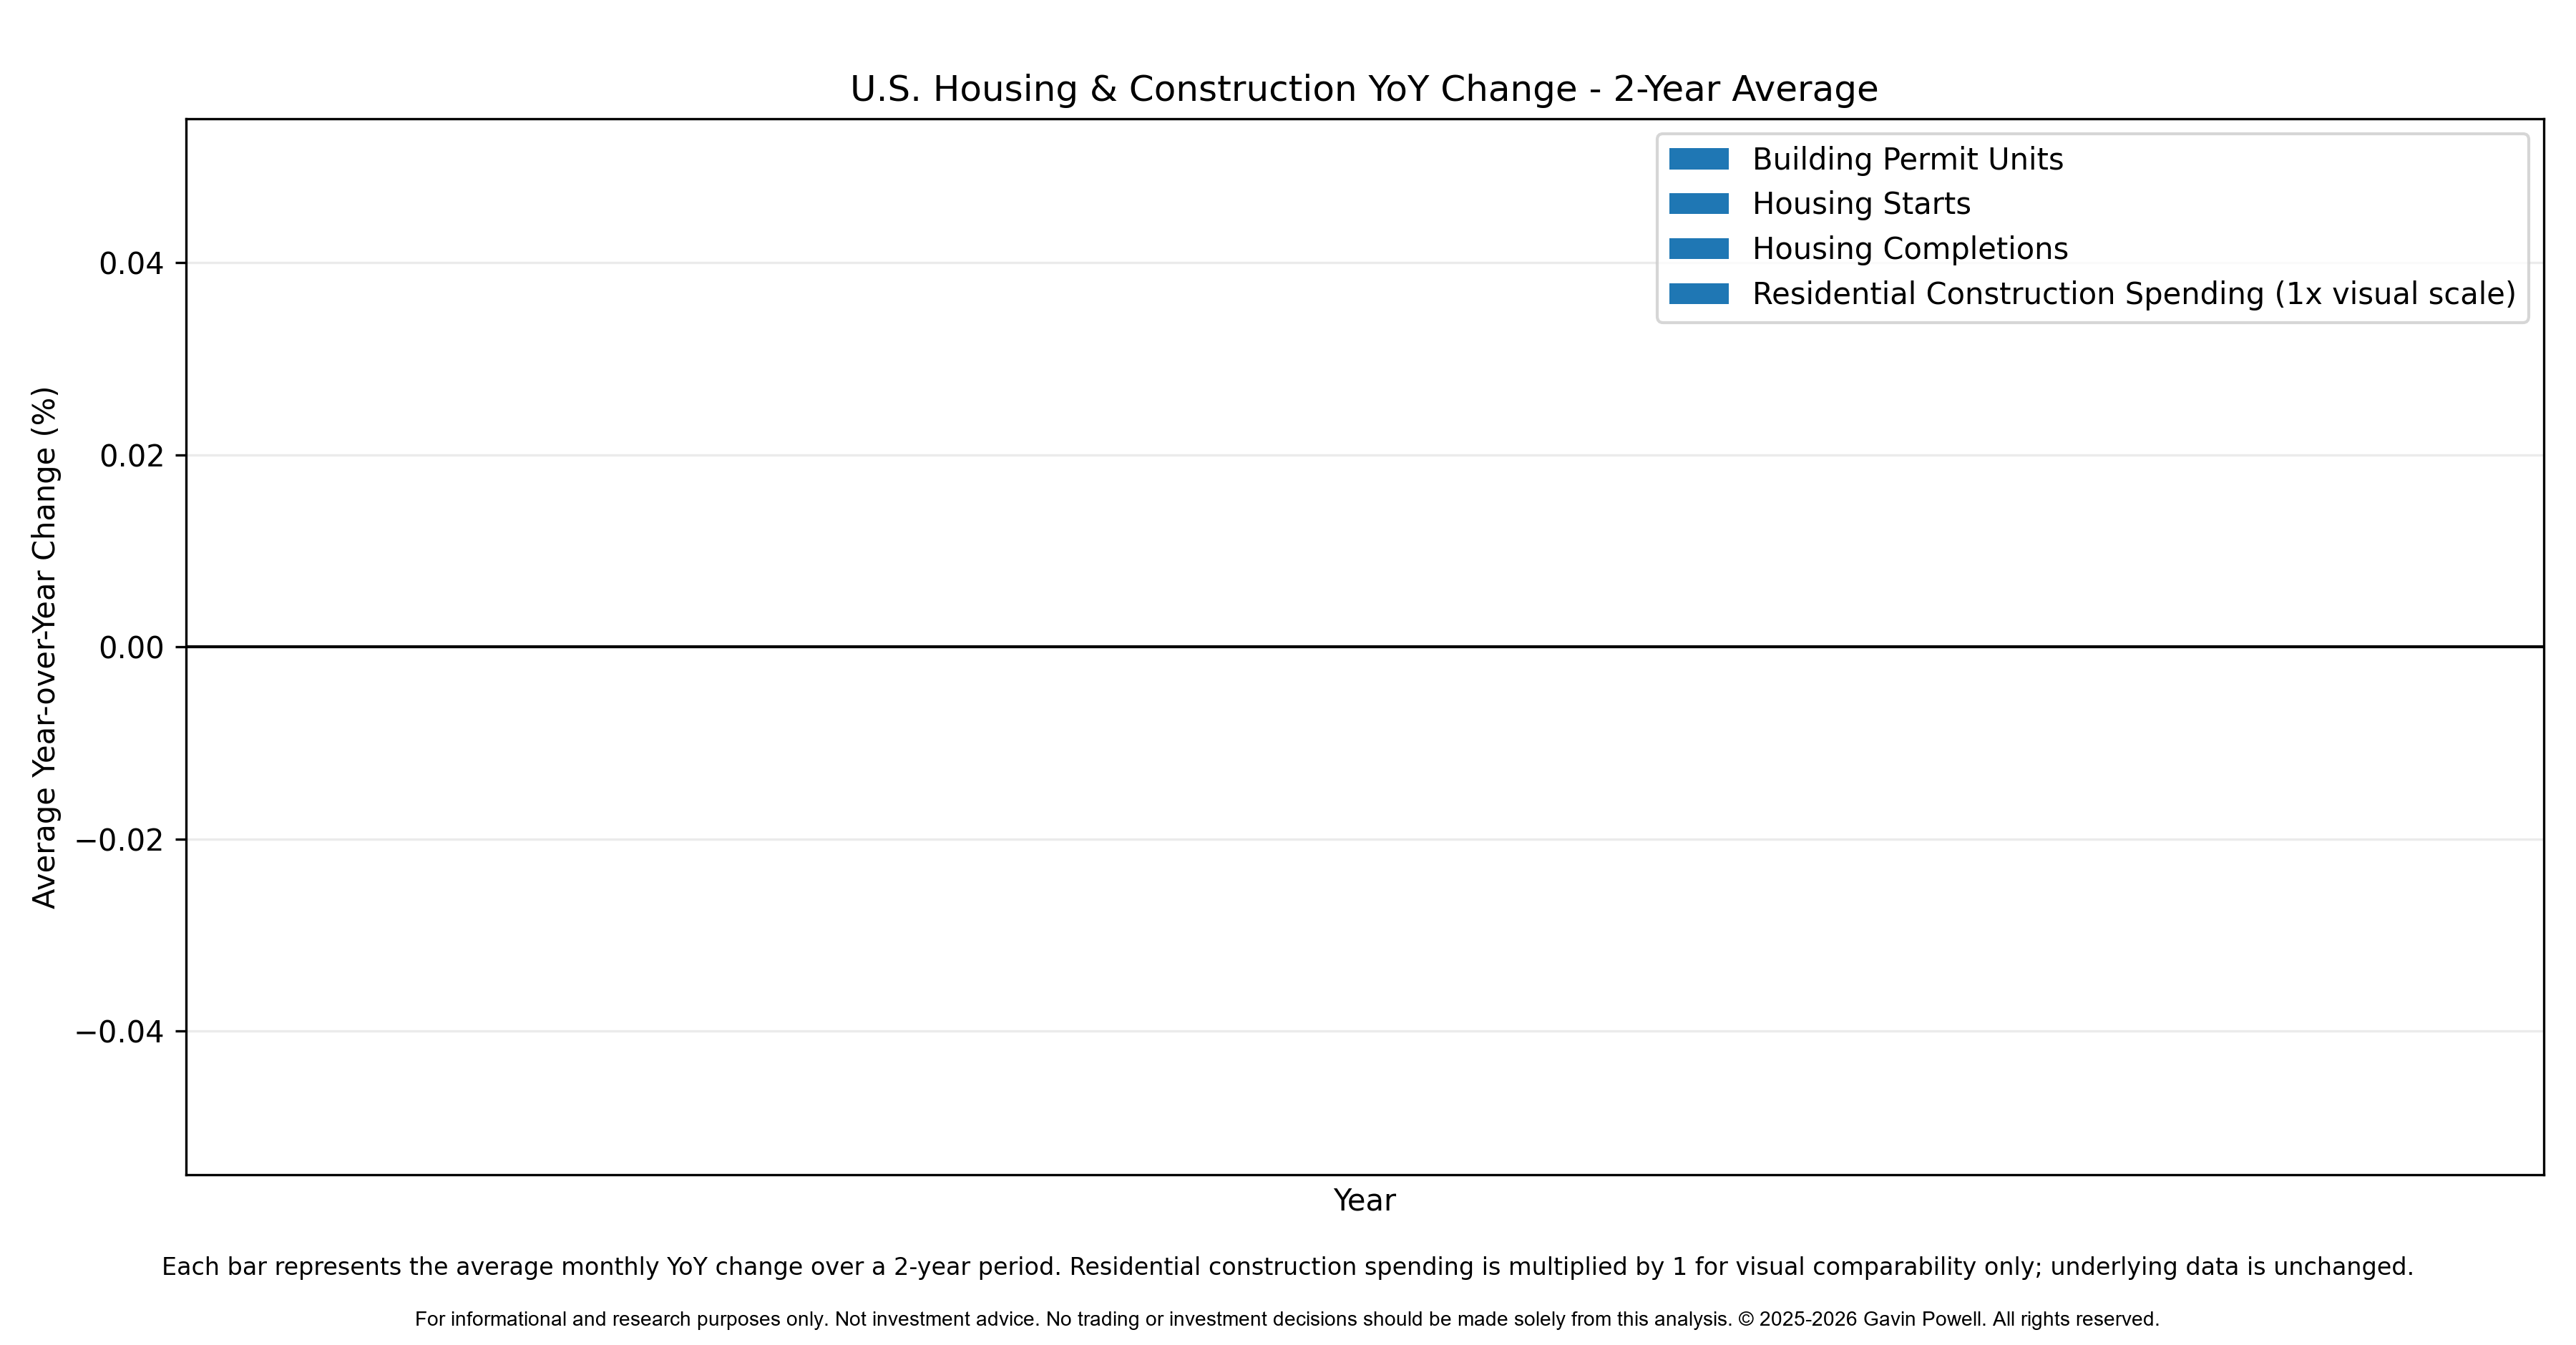 U.S. Housing & Construction YoY Change - 2-Year Average
Building Permit Units
Housing Starts
Housing Completions
Residential Construction Spending (1x visual scale)
Average Year-over-Year Change (%)
0.04
0.02
0.00
−0.02
−0.04
Year
Each bar represents the average monthly YoY change over a 2-year period. Residential construction spending is multiplied by 1 for visual comparability only; underlying data is unchanged.
For informational and research purposes only. Not investment advice. No trading or investment decisions should be made solely from this analysis. © 2025-2026 Gavin Powell. All rights reserved.